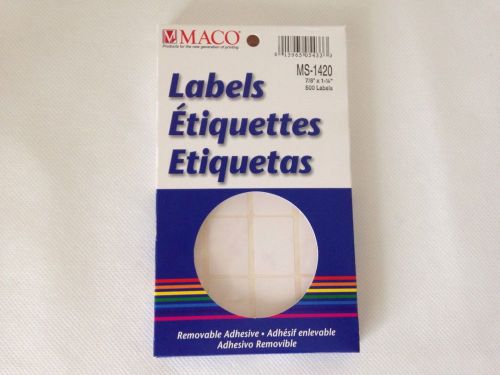 MACO
Products for the new generation of printing
MS-1420
7/8" x 1-¼"
500 Labels
Labels
Étiquettes
Etiquetas
Removable Adhesive • Adhésif enlevable
Adhesivo Removible